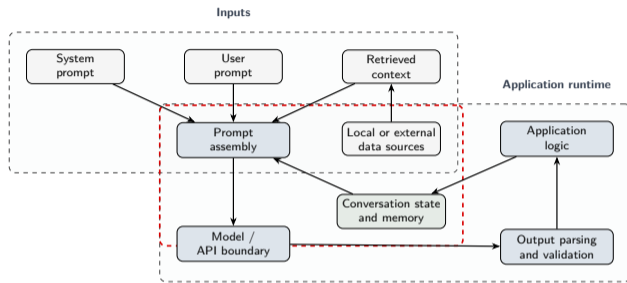 Inputs
System
prompt
User
prompt
Retrieved
context
Application runtime
Prompt
assembly
Local or external
data sources
Application
logic
Conversation state
and memory
Model /
API boundary
Output parsing
and validation